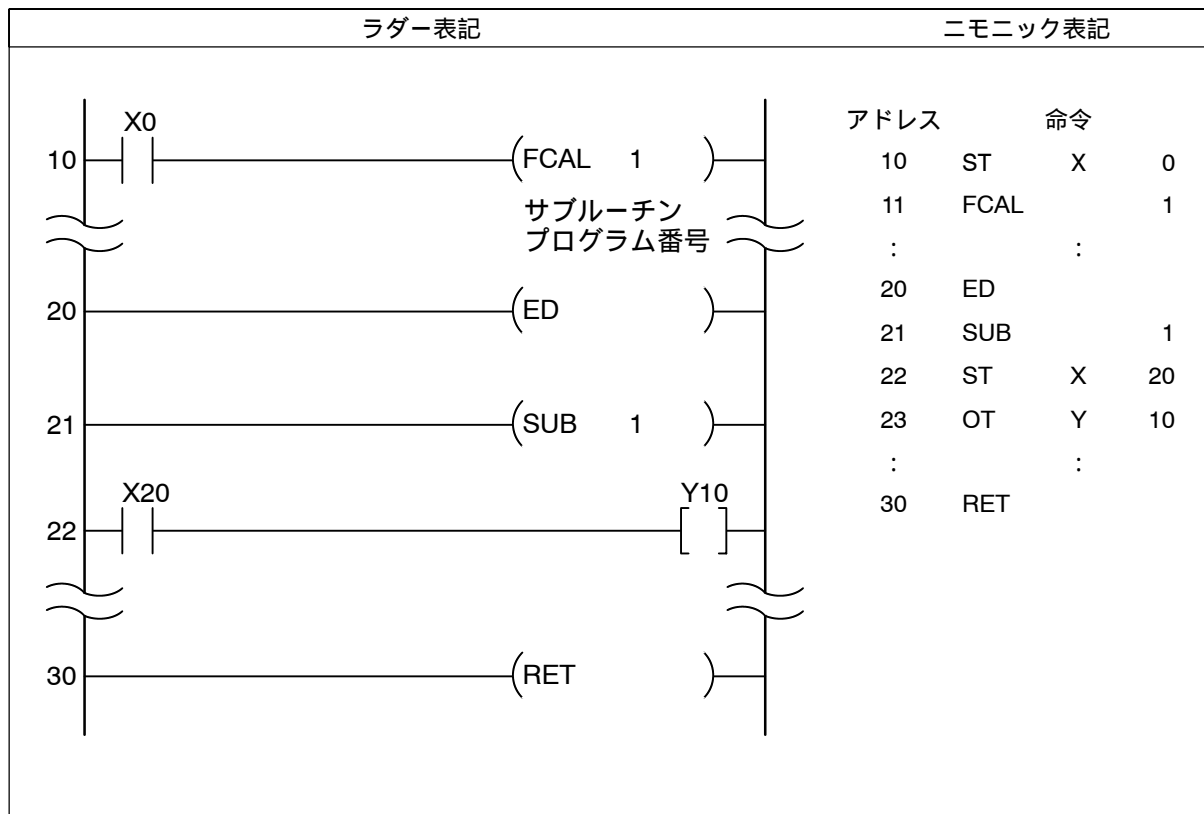 ラダー表記
ニモニック表記
X0
10
FCAL 1
サブルーチン
プログラム番号
20
ED
21
SUB 1
X20
Y10
22
30
RET
アドレス 命令
10 ST X 0
11 FCAL 1
: :
20 ED
21 SUB 1
22 ST X 20
23 OT Y 10
: :
30 RET